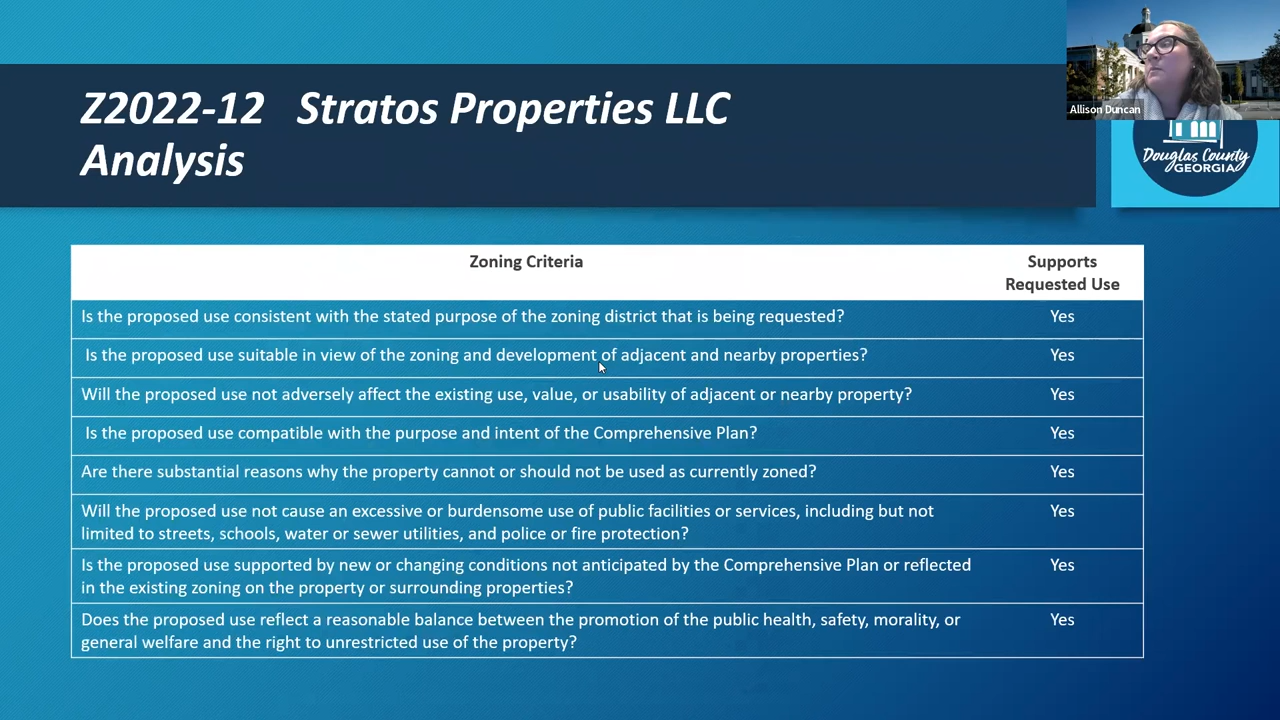 Z2022-12 Stratos Properties LLC
Analysis
Allison Duncan
Douglas County
GEORGIA
Zoning Criteria
Supports
Requested Use
Is the proposed use consistent with the stated purpose of the zoning district that is being requested?
Yes
Is the proposed use suitable in view of the zoning and development of adjacent and nearby properties?
Yes
Will the proposed use not adversely affect the existing use, value, or usability of adjacent or nearby property?
Yes
Is the proposed use compatible with the purpose and intent of the Comprehensive Plan?
Yes
Are there substantial reasons why the property cannot or should not be used as currently zoned?
Yes
Will the proposed use not cause an excessive or burdensome use of public facilities or services, including but not
limited to streets, schools, water or sewer utilities, and police or fire protection?
Yes
Is the proposed use supported by new or changing conditions not anticipated by the Comprehensive Plan or reflected
in the existing zoning on the property or surrounding properties?
Yes
Does the proposed use reflect a reasonable balance between the promotion of the public health, safety, morality, or
general welfare and the right to unrestricted use of the property?
Yes